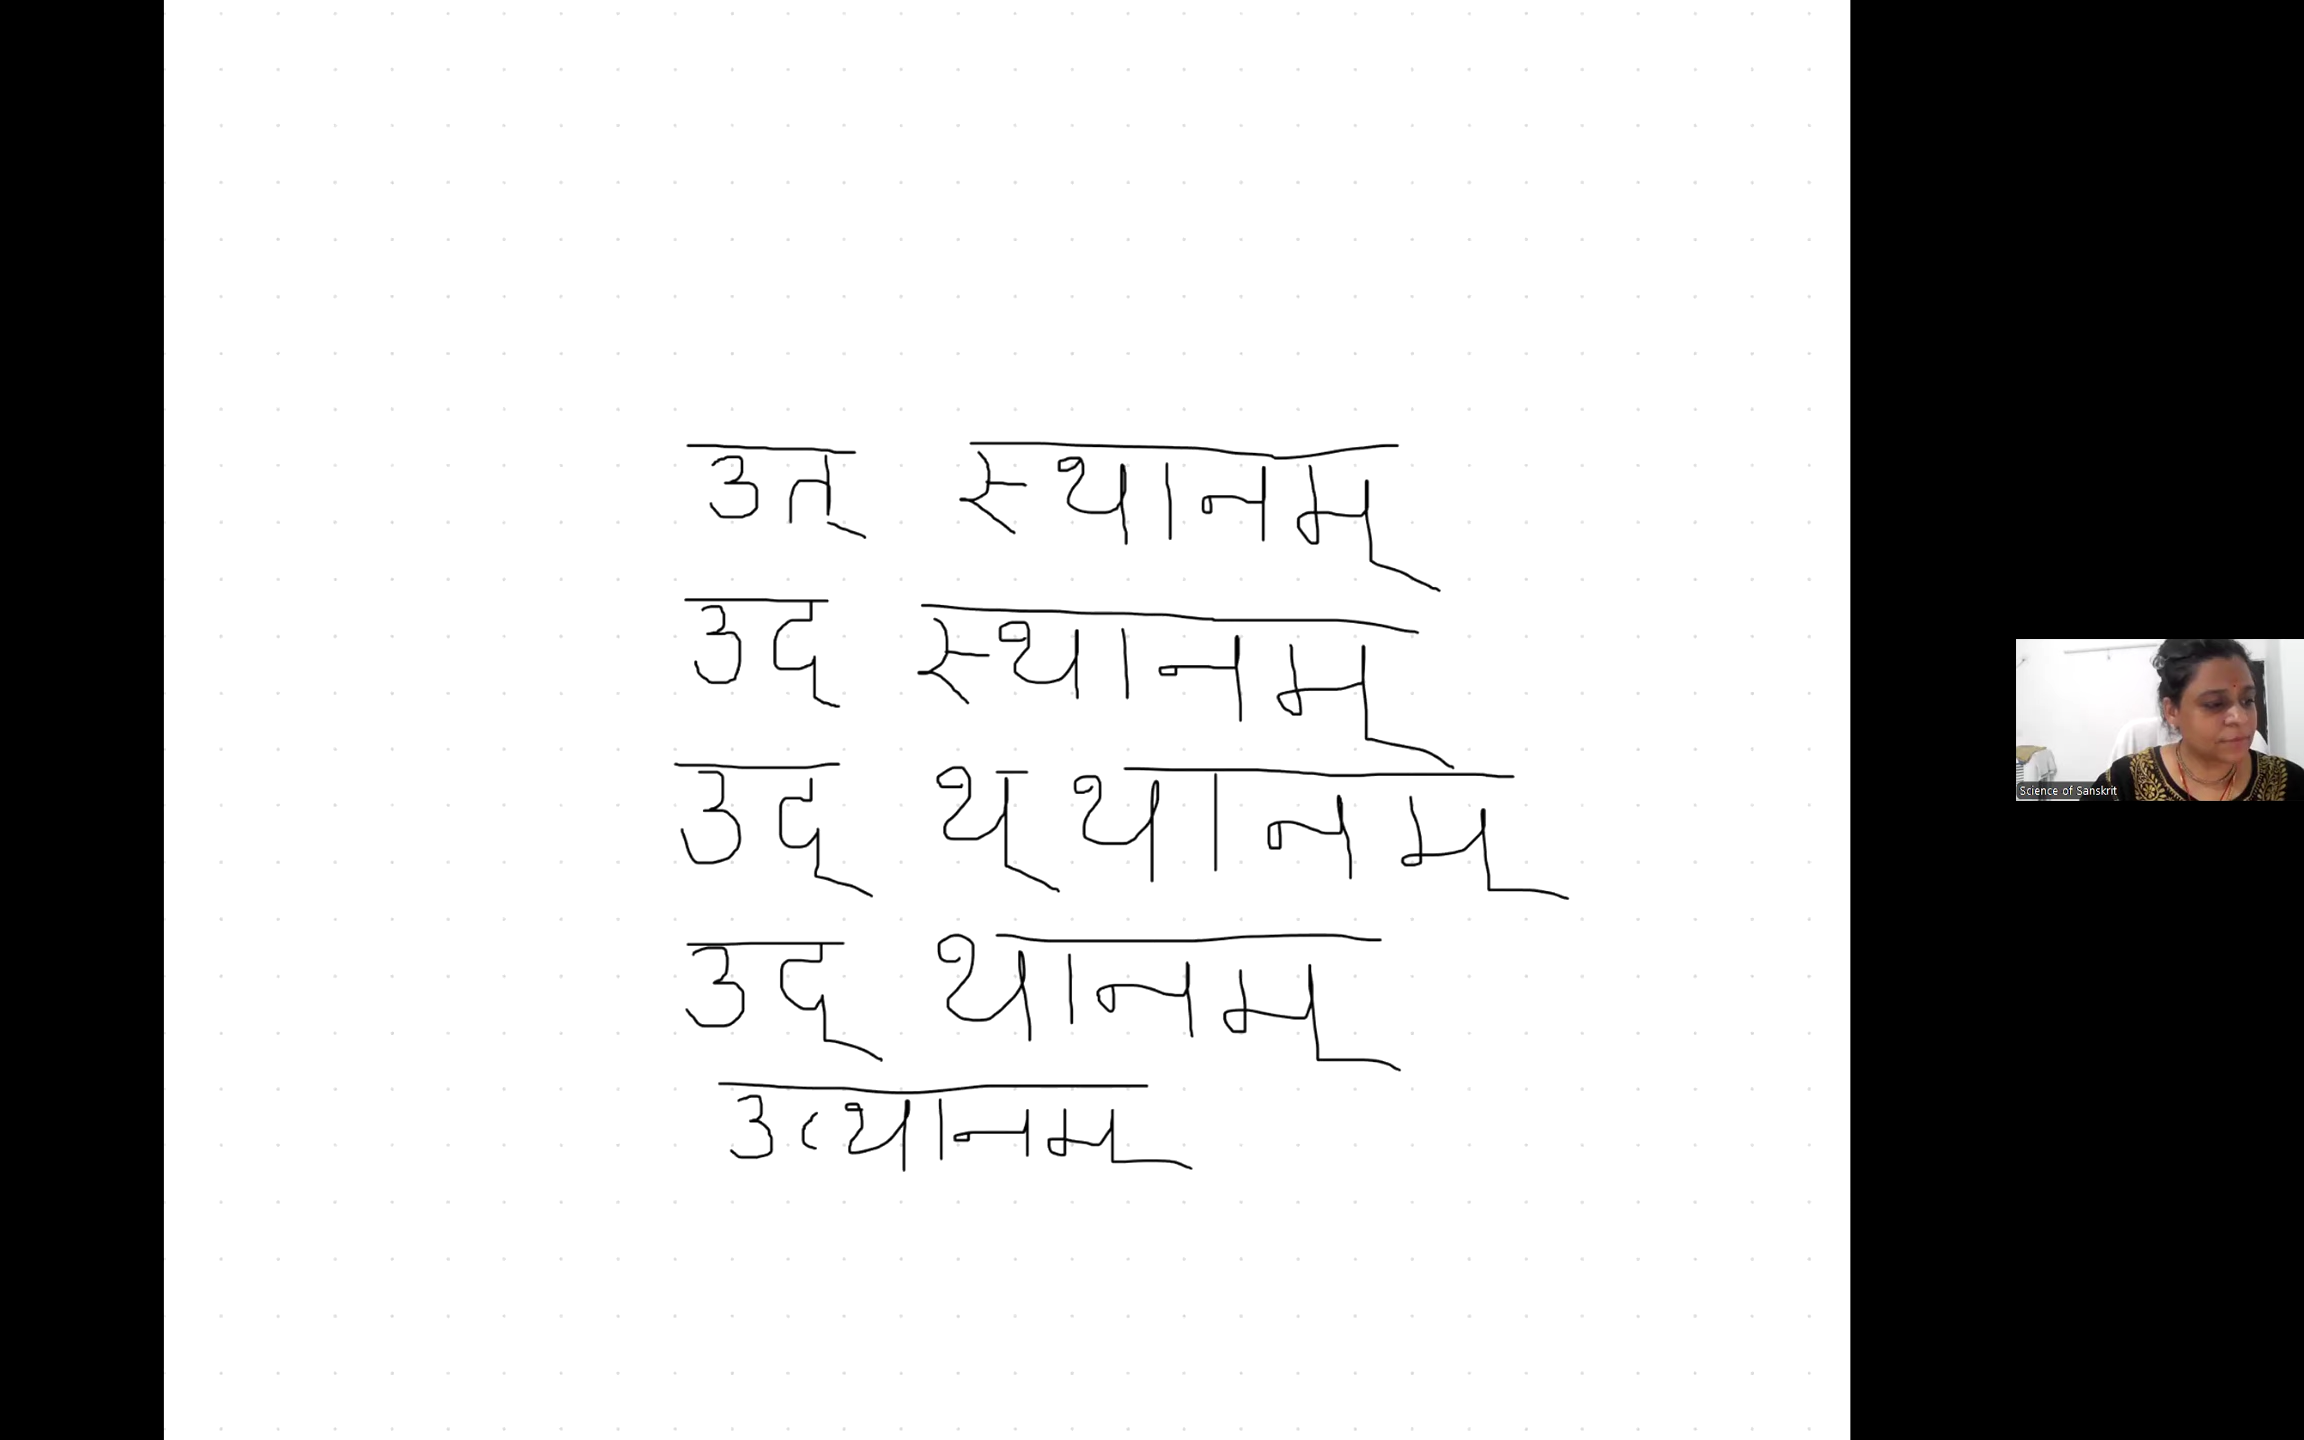 उत् स्थानम्
उद् स्थानम्
उद् थ् थानम्
उद् थानम्
उत्थानम्
Science of Sanskrit